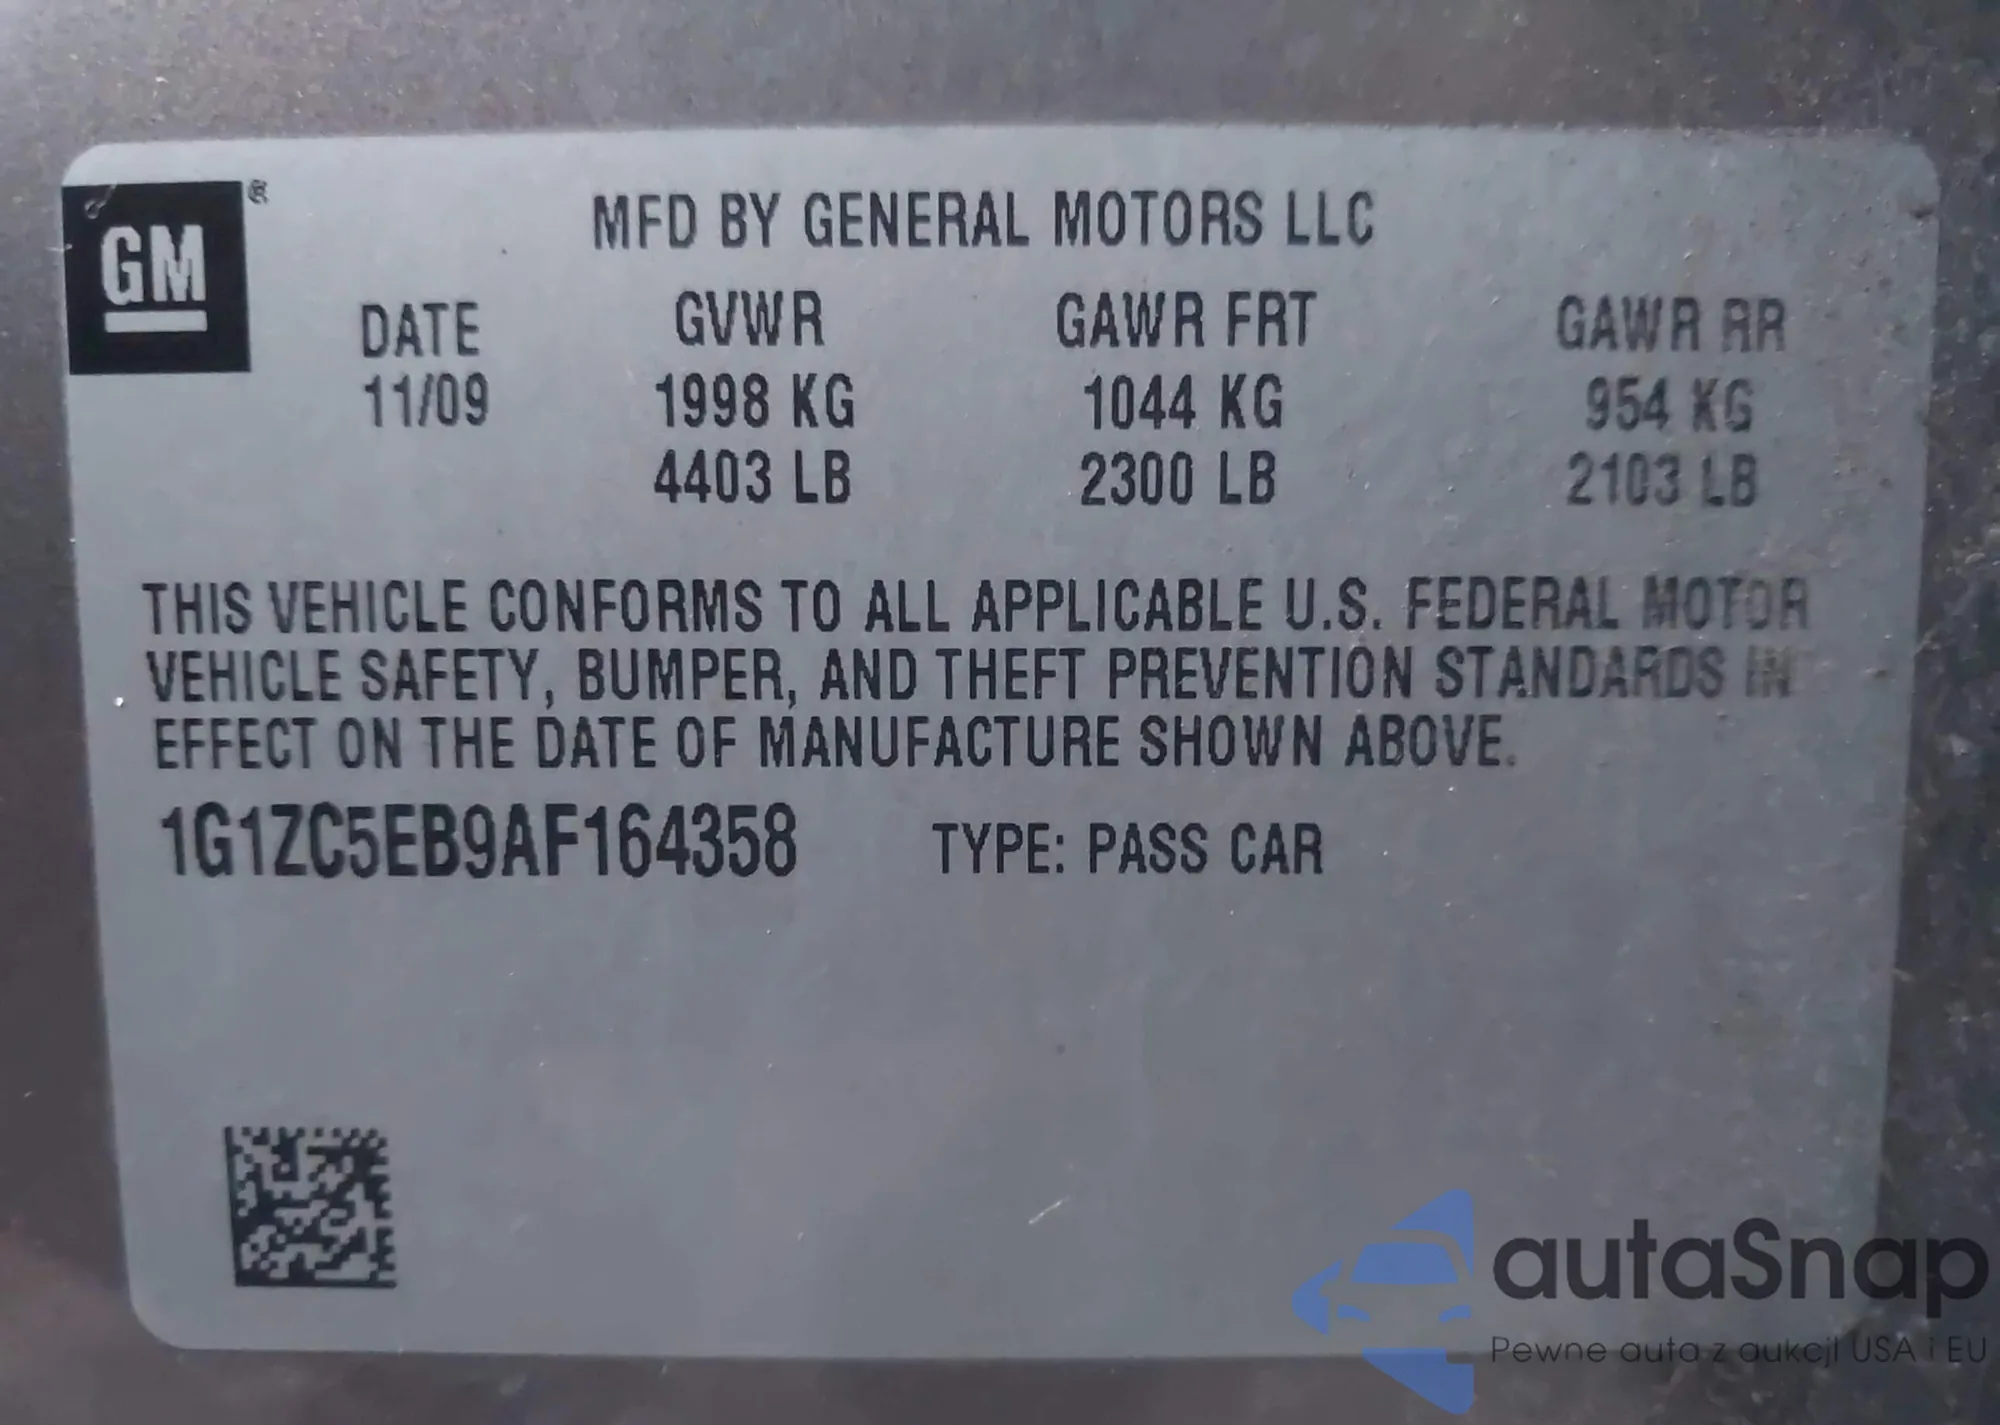 GM ®
MFD BY GENERAL MOTORS LLC
DATE GVWR GAWR FRT GAWR RR
11/09 1998 KG 1044 KG 954 KG
4403 LB 2300 LB 2103 LB
THIS VEHICLE CONFORMS TO ALL APPLICABLE U.S. FEDERAL MOTOR
VEHICLE SAFETY, BUMPER, AND THEFT PREVENTION STANDARDS IN
EFFECT ON THE DATE OF MANUFACTURE SHOWN ABOVE.
1G1ZC5EB9AF164358 TYPE: PASS CAR
autaSnap
Pewne auta z aukcji USA i EU